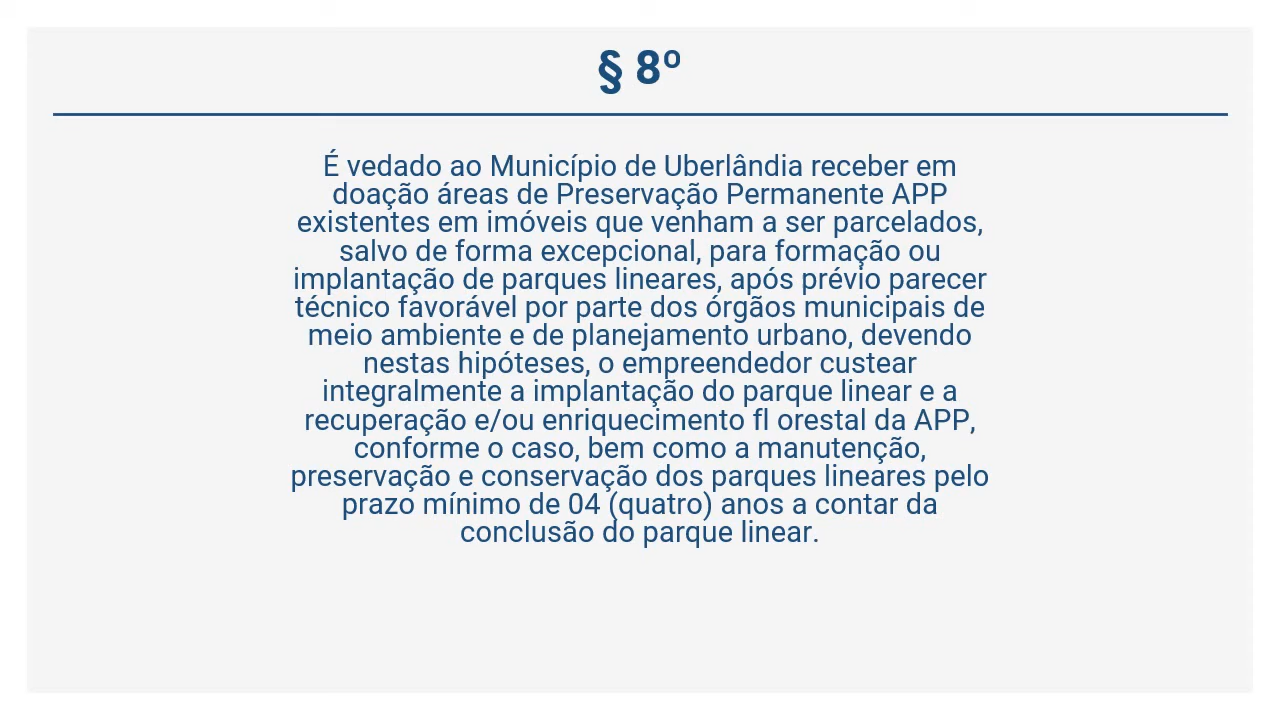 § 8º
É vedado ao Município de Uberlândia receber em
doação áreas de Preservação Permanente APP
existentes em imóveis que venham a ser parcelados,
salvo de forma excepcional, para formação ou
implantação de parques lineares, após prévio parecer
técnico favorável por parte dos órgãos municipais de
meio ambiente e de planejamento urbano, devendo
nestas hipóteses, o empreendedor custear
integralmente a implantação do parque linear e a
recuperação e/ou enriquecimento fl orestal da APP,
conforme o caso, bem como a manutenção,
preservação e conservação dos parques lineares pelo
prazo mínimo de 04 (quatro) anos a contar da
conclusão do parque linear.